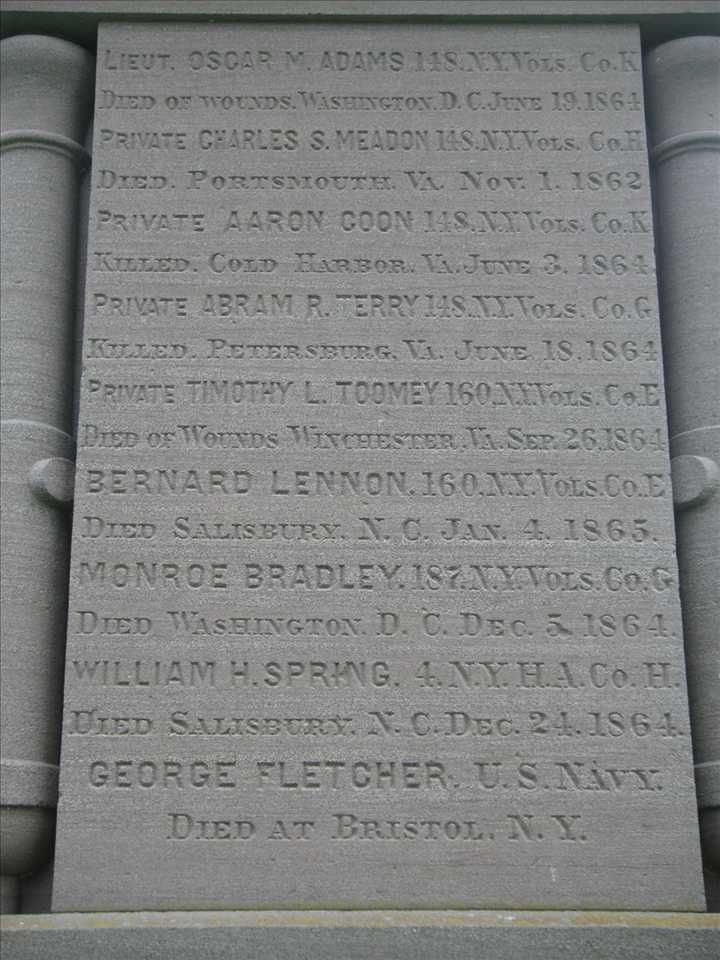 LIEUT. OSCAR M. ADAMS 148.N.Y.VOLS. CO.K
DIED OF WOUNDS.WASHINGTON.D.C.JUNE 19.1864
PRIVATE CHARLES S. MEADON 148.N.Y.VOLS. CO.H
DIED. PORTSMOUTH. VA. NOV. 1. 1862
PRIVATE AARON COON 148.N.Y.VOLS. CO.K
KILLED. COLD HARBOR. VA.JUNE 3. 1864.
PRIVATE ABRAM R. TERRY 148.N.Y.VOLS. CO.G
KILLED. PETERSBURG. VA. JUNE 18.1864
PRIVATE TIMOTHY L. TOOMEY 160.N.Y.VOLS. CO.E
DIED OF WOUNDS WINCHESTER.VA.SEP.26.1864
BERNARD LENNON.160.N.Y.VOLS.CO.E
DIED SALISBURY. N. C. JAN. 4. 1865.
MONROE BRADLEY.187.N.Y.VOLS.CO.G
DIED WASHINGTON. D. C. DEC. 5. 1864.
WILLIAM H.SPRING. 4. N.Y. H.A. CO. H.
DIED SALISBURY. N. C. DEC. 24. 1864.
GEORGE FLETCHER. U. S. NAVY.
DIED AT BRISTOL. N. Y.